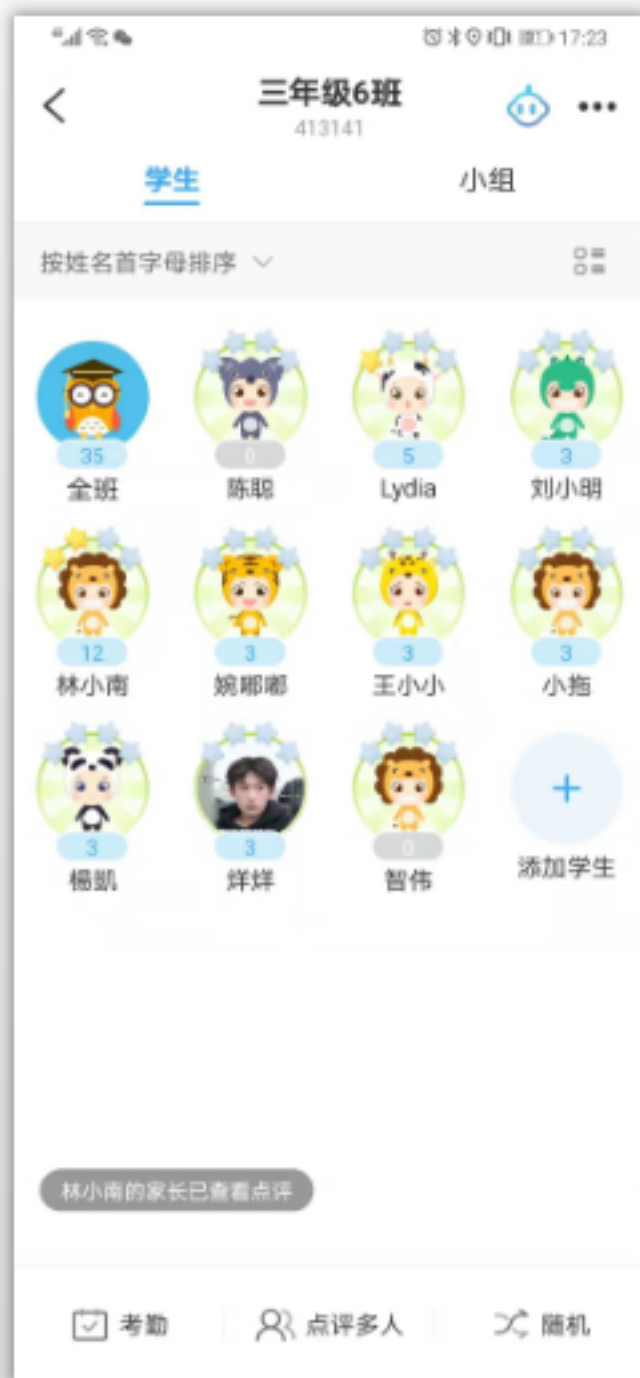 17:23
三年级6班
413141
学生 小组
按姓名首字母排序
35 0 5 3
全班 陈聪 Lydia 刘小明
12 3 3 3
林小南 婉嘟嘟 王小小 小拖
3 3 0
杨凱 烊烊 智伟 添加学生
林小南的家长已查看点评
考勤 点评多人 随机